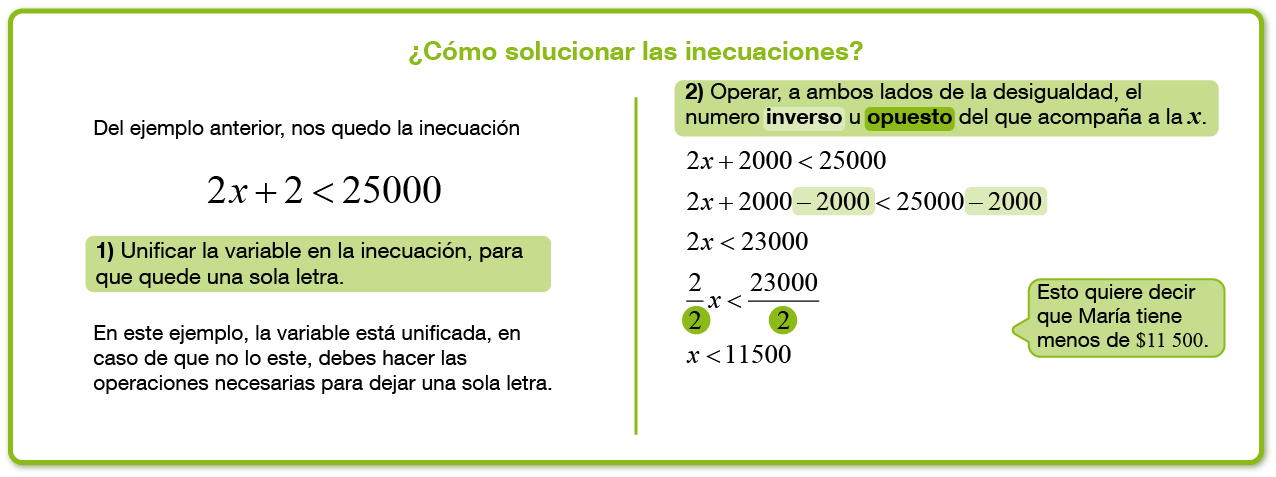 ¿Cómo solucionar las inecuaciones?
Del ejemplo anterior, nos quedo la inecuación
2x + 2 < 25000
1) Unificar la variable en la inecuación, para
que quede una sola letra.
En este ejemplo, la variable está unificada, en
caso de que no lo este, debes hacer las
operaciones necesarias para dejar una sola letra.
2) Operar, a ambos lados de la desigualdad, el
numero inverso u opuesto del que acompaña a la x.
2x + 2000 < 25000
2x + 2000 – 2000 < 25000 – 2000
2x < 23000
2/2 x < 23000/2
x < 11500
Esto quiere decir
que María tiene
menos de $11 500.